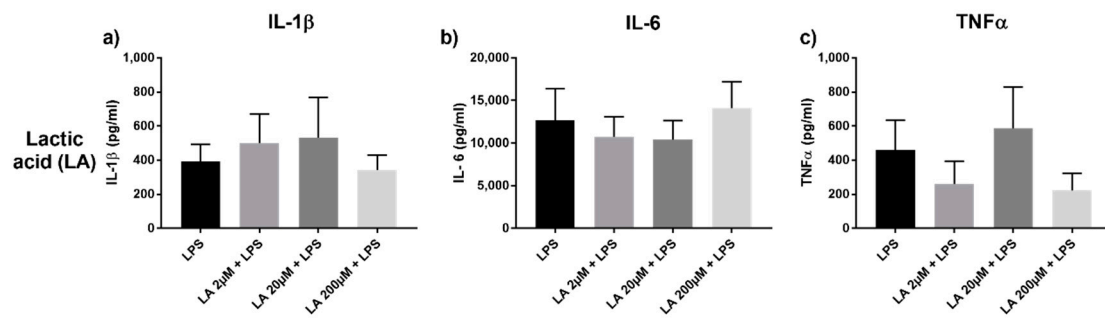 IL-1β
IL-6
TNFα
a)
b)
c)
Lactic
acid (LA)
IL-1β (pg/ml)
1,000
800
600
400
200
0
LPS
LA 2μM + LPS
LA 20μM + LPS
LA 200μM + LPS
IL- 6 (pg/ml)
20,000
15,000
10,000
5,000
0
LPS
LA 2μM + LPS
LA 20μM + LPS
LA 200μM + LPS
TNFα (pg/ml)
1,000
800
600
400
200
0
LPS
LA 2μM + LPS
LA 20μM + LPS
LA 200μM + LPS